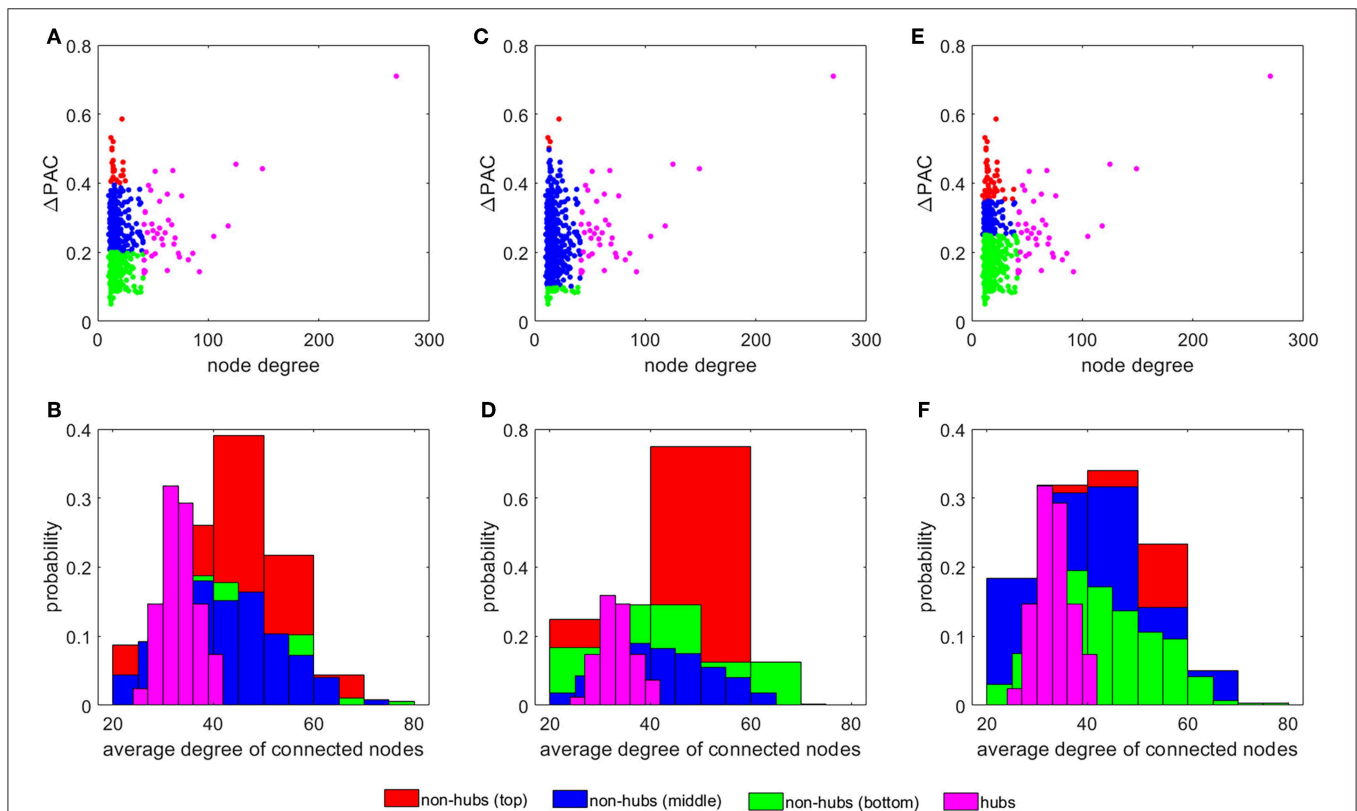 A
0.8
0.6
0.4
0.2
0
ΔPAC
0
100
200
300
node degree
C
0.8
0.6
0.4
0.2
0
0
100
200
300
node degree
E
0.8
0.6
0.4
0.2
0
ΔPAC
0
100
200
300
node degree
B
0.4
0.3
0.2
0.1
0
probability
20
40
60
80
average degree of connected nodes
D
0.8
0.6
0.4
0.2
0
probability
20
40
60
80
average degree of connected nodes
F
0.4
0.3
0.2
0.1
0
probability
20
40
60
80
average degree of connected nodes
non-hubs (top)
non-hubs (middle)
non-hubs (bottom)
hubs